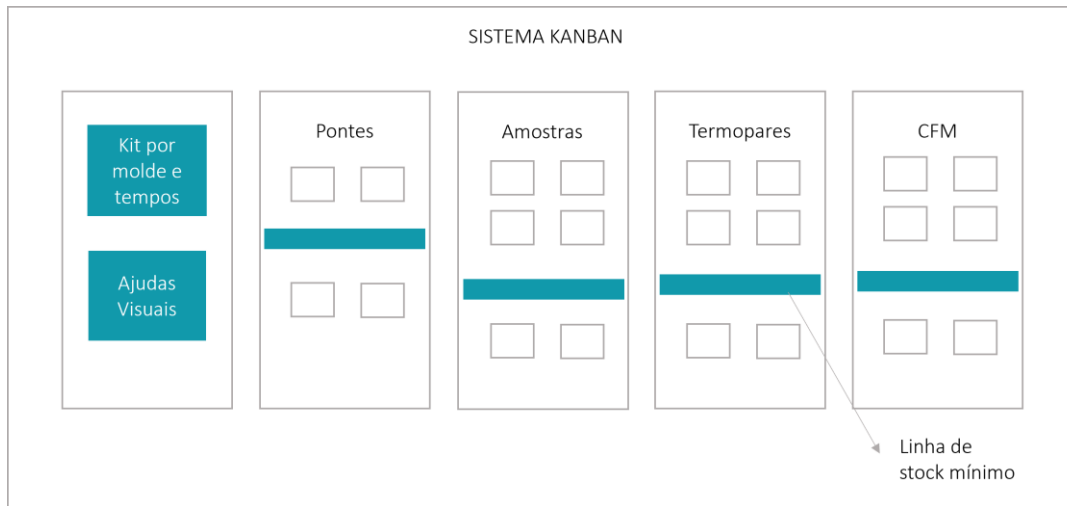 SISTEMA KANBAN
Kit por
molde e
tempos
Ajudas
Visuais
Pontes
Amostras
Termopares
CFM
Linha de
stock mínimo